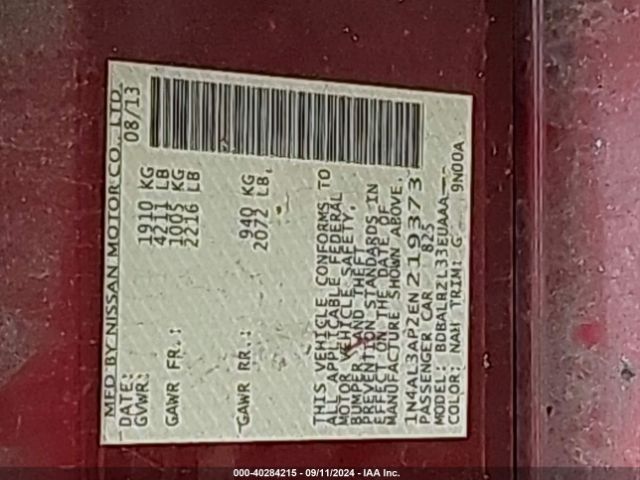 MFD BY NISSAN MOTOR CO., LTD.
DATE: 08/13
GVWR: 1910 KG
4211 LB
GAWR FR.: 1005 KG
2216 LB
GAWR RR.: 940 KG
2072 LB.
THIS VEHICLE CONFORMS TO
ALL APPLICABLE FEDERAL
MOTOR VEHICLE SAFETY,
BUMPER AND THEFT
PREVENTION STANDARDS IN
EFFECT ON THE DATE OF
MANUFACTURE SHOWN ABOVE.
1N4AL3APZEN219373
PASSENGER CAR 825
MODEL: BDBALRZL33EUAAA--
COLOR: NAH TRIM: G 9N00A
000-40284215 - 09/11/2024 - IAA Inc.